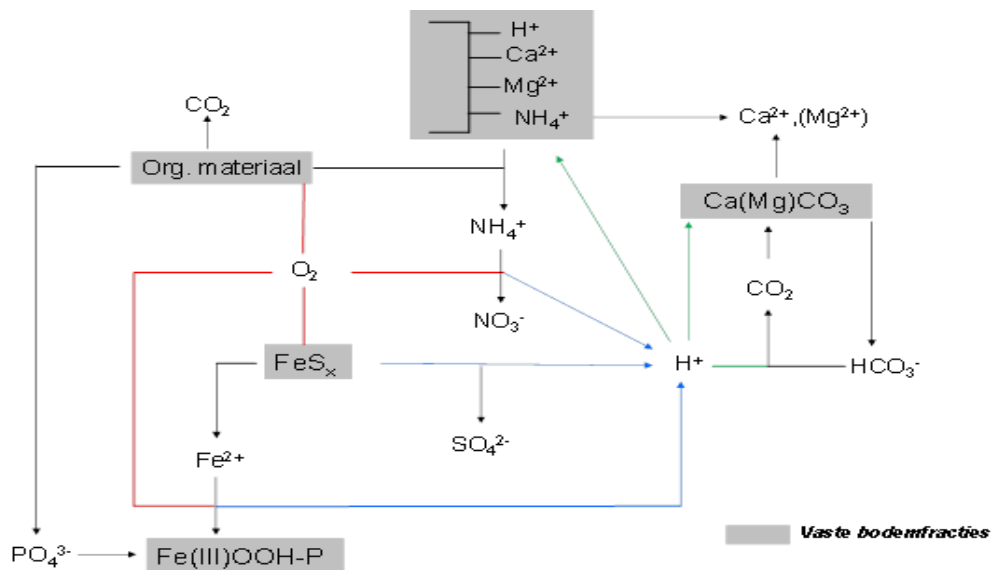 H⁺
Ca²⁺
Mg²⁺
NH₄⁺
CO₂
Ca²⁺,(Mg²⁺)
Org. materiaal
Ca(Mg)CO₃
NH₄⁺
O₂
CO₂
NO₃⁻
FeSₓ
H⁺
HCO₃⁻
SO₄²⁻
Fe²⁺
Vaste bodemfracties
PO₄³⁻
Fe(III)OOH-P